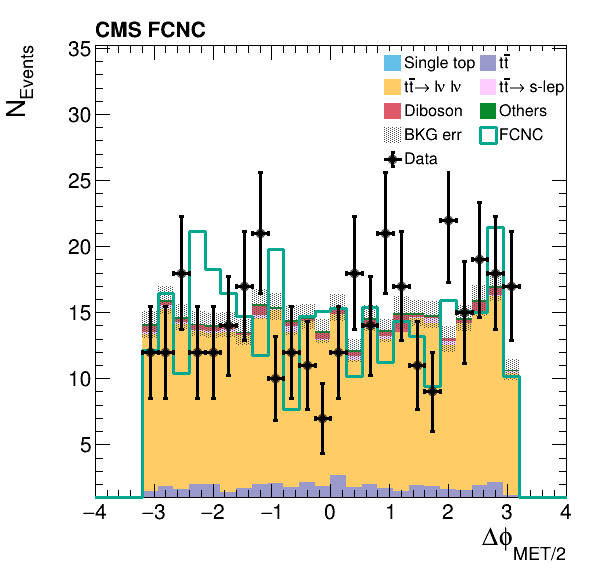 CMS FCNC
N_Events
35
30
25
20
15
10
5
Single top tt̄
tt̄→ lν lν tt̄→ s-lep
Diboson Others
BKG err FCNC
Data
−4 −3 −2 −1 0 1 2 3 4
Δϕ_MET/2